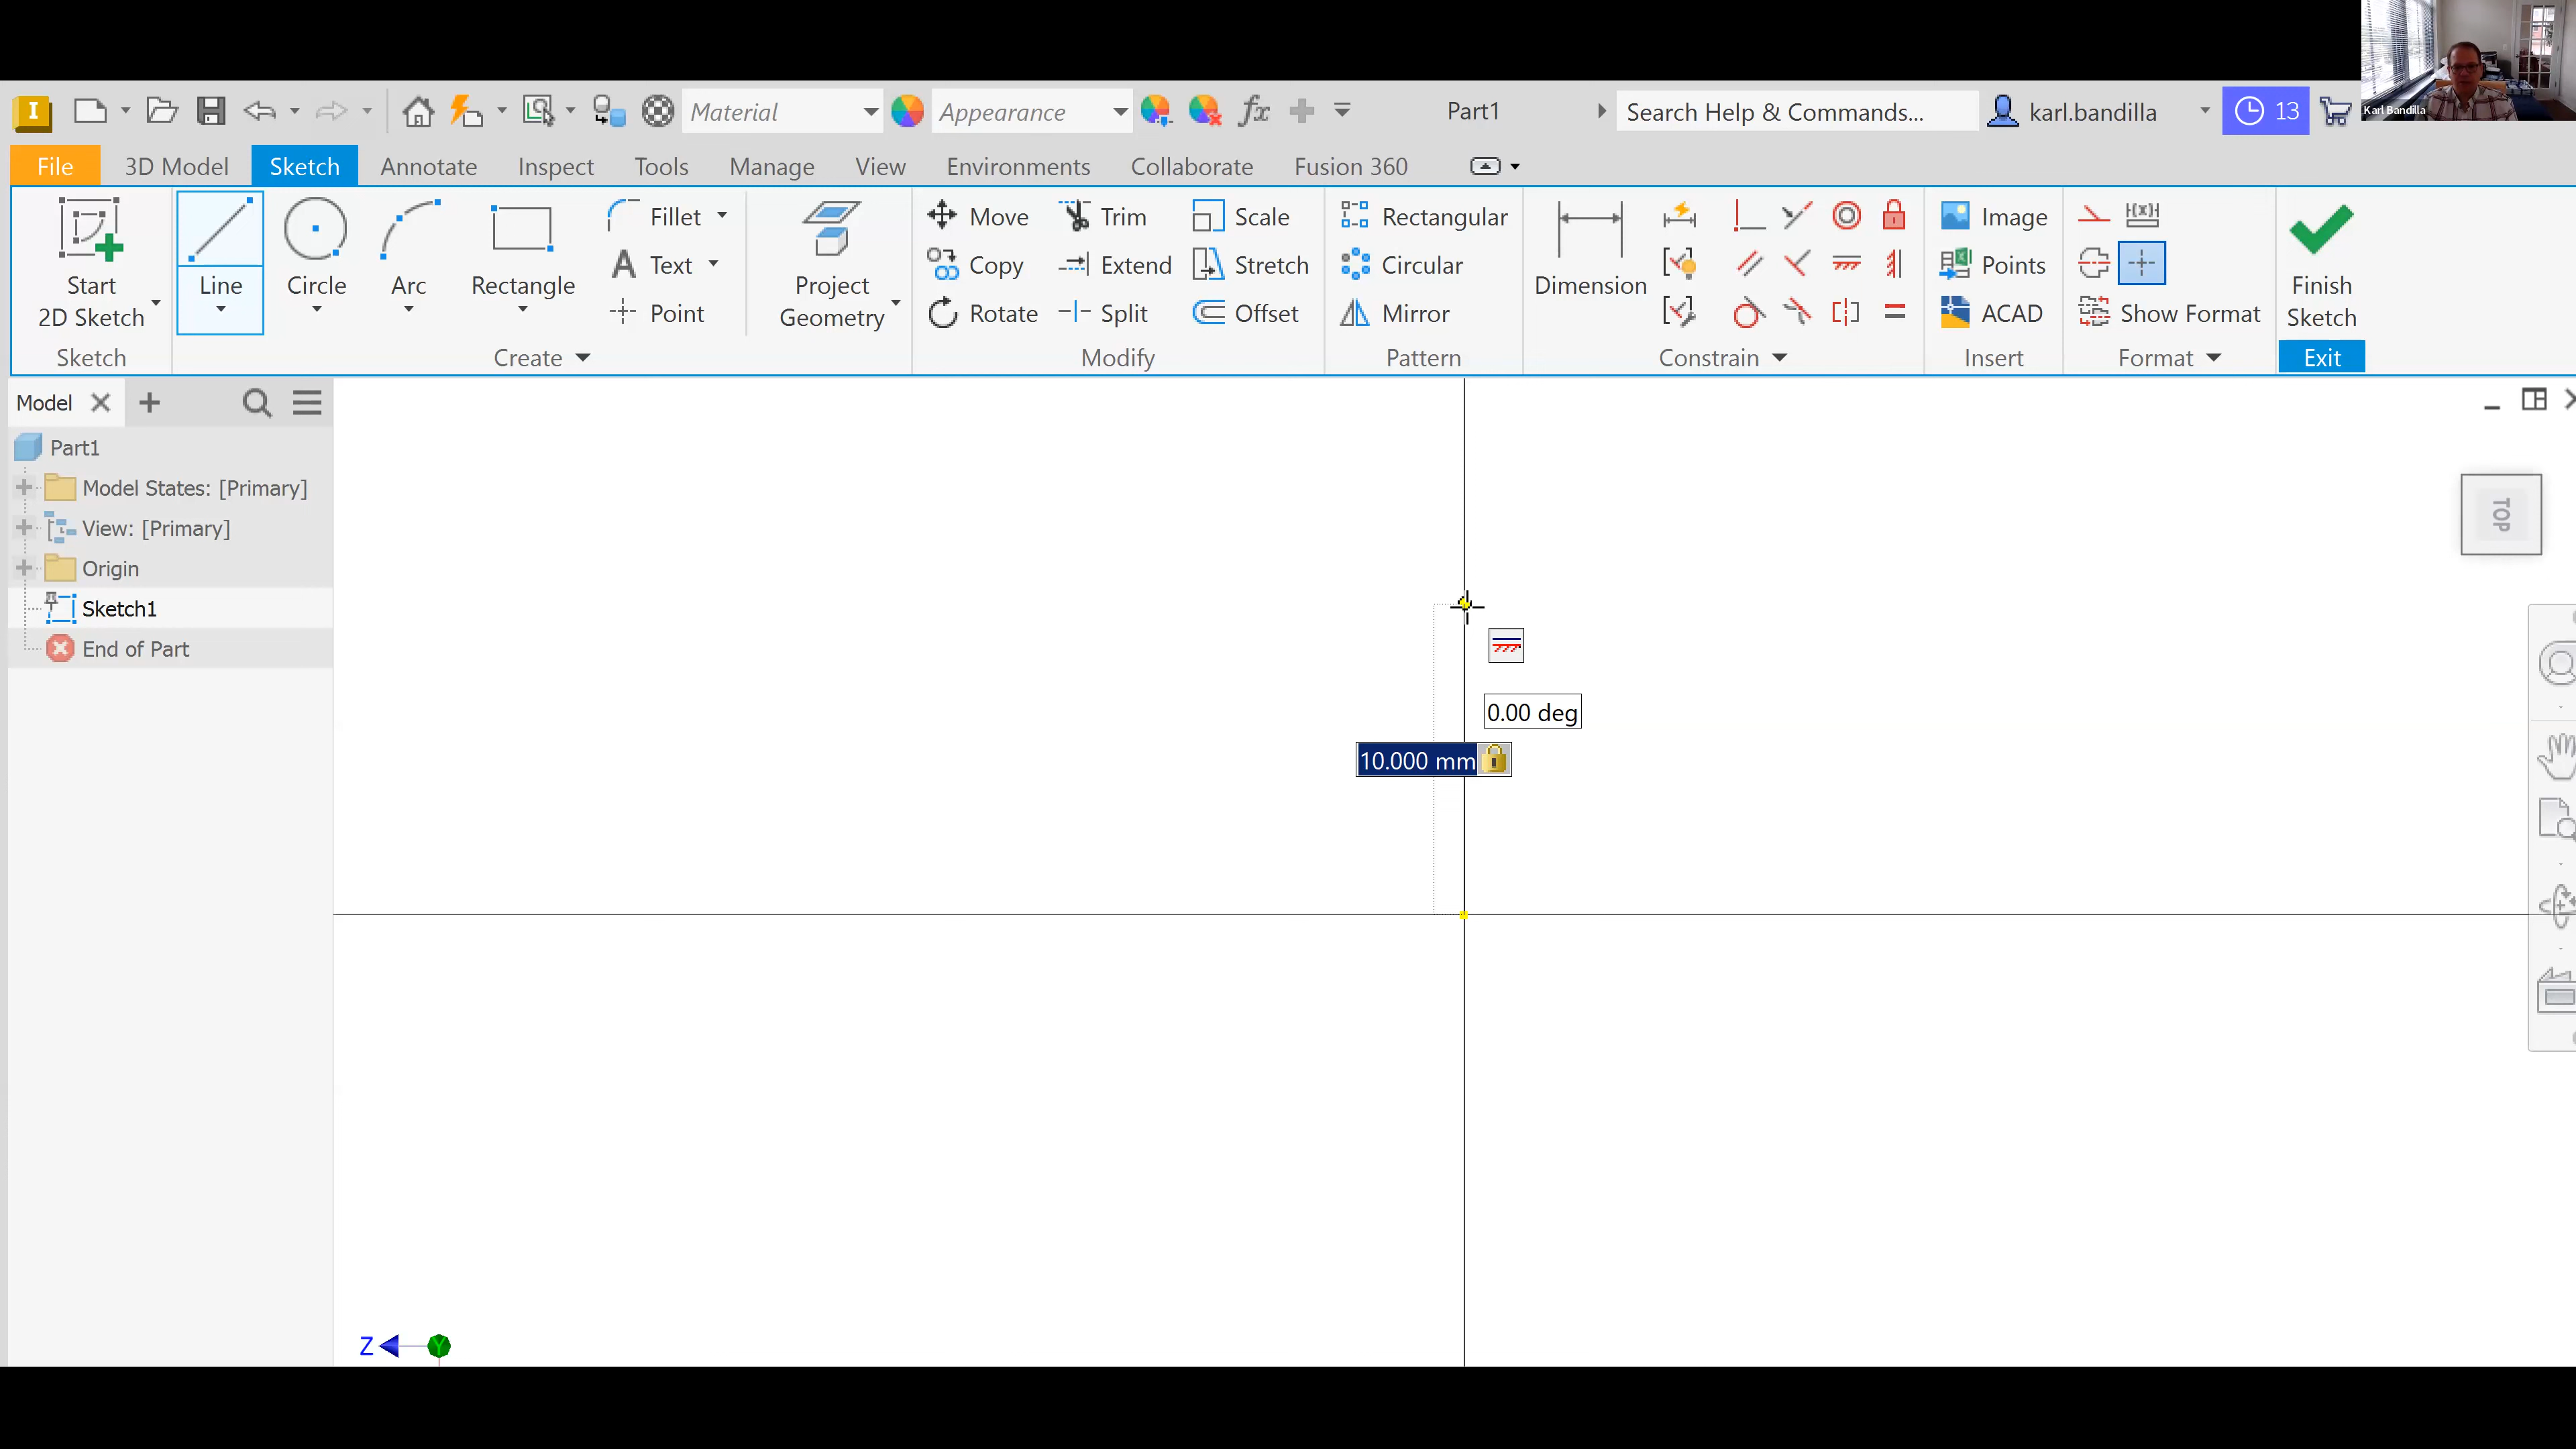 Karl Bandilla
I
Material
Appearance
fx
Part1
Search Help & Commands...
karl.bandilla
13
File
3D Model
Sketch
Annotate
Inspect
Tools
Manage
View
Environments
Collaborate
Fusion 360
Start
2D Sketch
Line
Circle
Arc
Rectangle
Fillet
Text
Point
Project
Geometry
Move
Copy
Rotate
Trim
Extend
Split
Scale
Stretch
Offset
Rectangular
Circular
Mirror
Dimension
Image
Points
ACAD
Show Format
Finish
Sketch
Sketch
Create
Modify
Pattern
Constrain
Insert
Format
Exit
Model
Part1
Model States: [Primary]
View: [Primary]
Origin
Sketch1
End of Part
TOP
0.00 deg
10.000 mm
Z
Y